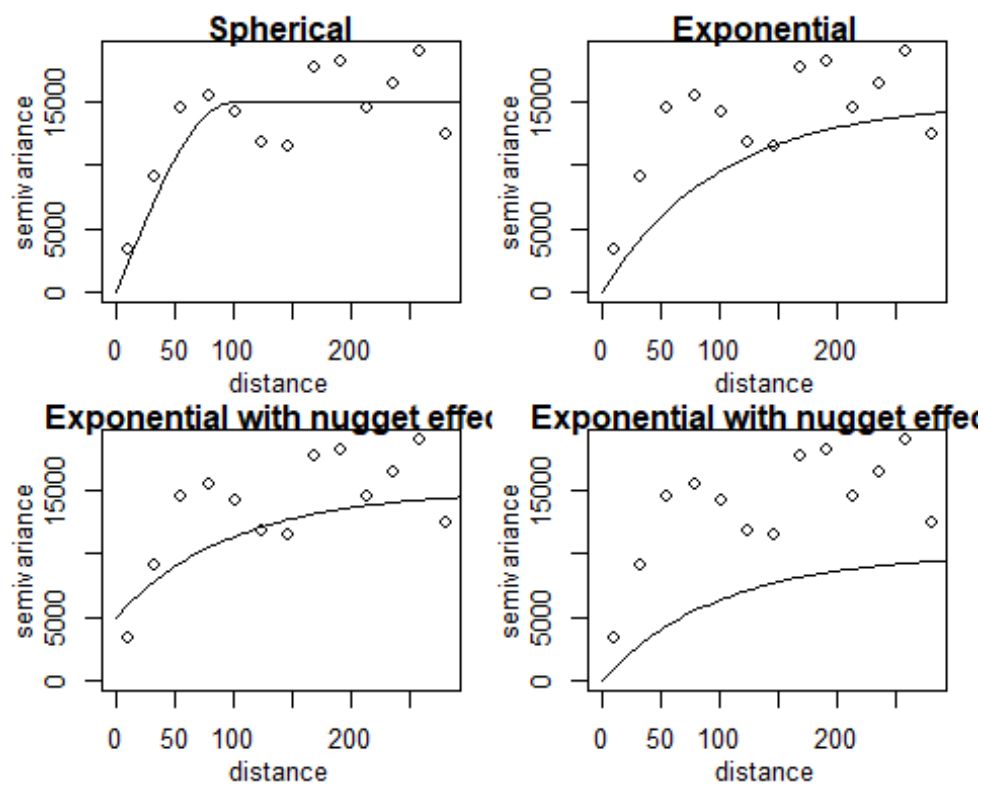 Spherical
semivariance
0 5000 15000
0 50 100 200
distance
Exponential
semivariance
0 5000 15000
0 50 100 200
distance
Exponential with nugget effec
semivariance
0 5000 15000
0 50 100 200
distance
Exponential with nugget effec
semivariance
0 5000 15000
0 50 100 200
distance